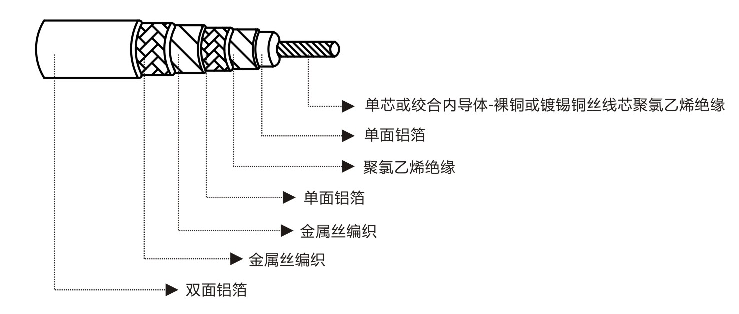 单芯或绞合内导体-裸铜或镀锡铜丝线芯聚氯乙烯绝缘
单面铝箔
聚氯乙烯绝缘
单面铝箔
金属丝编织
金属丝编织
双面铝箔